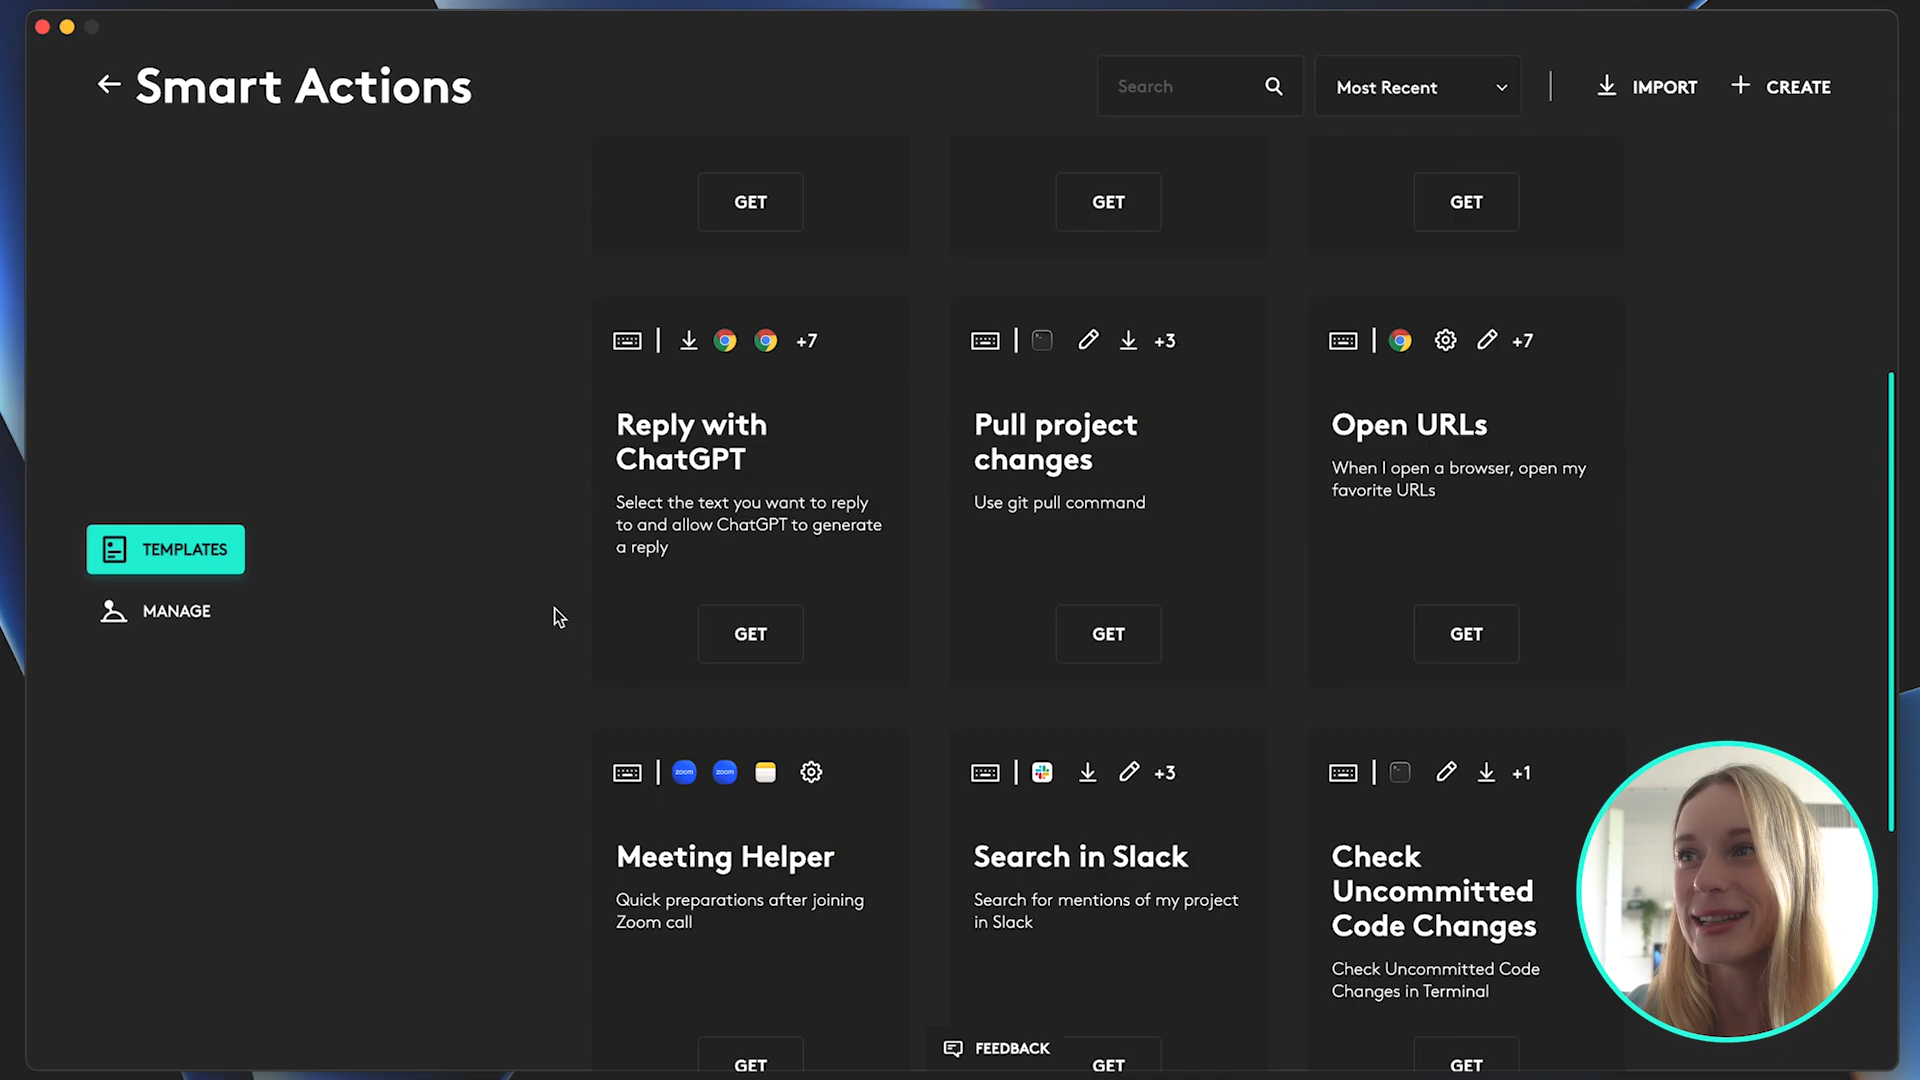 Smart Actions
Search
Most Recent
IMPORT
CREATE
GET
GET
GET
+7
+3
+7
Reply with
ChatGPT
Select the text you want to reply
to and allow ChatGPT to generate
a reply
Pull project
changes
Use git pull command
Open URLs
When I open a browser, open my
favorite URLs
TEMPLATES
MANAGE
GET
GET
GET
zoom
zoom
+3
+1
Meeting Helper
Quick preparations after joining
Zoom call
Search in Slack
Search for mentions of my project
in Slack
Check
Uncommitted
Code Changes
Check Uncommitted Code
Changes in Terminal
FEEDBACK
GET
GET
GET